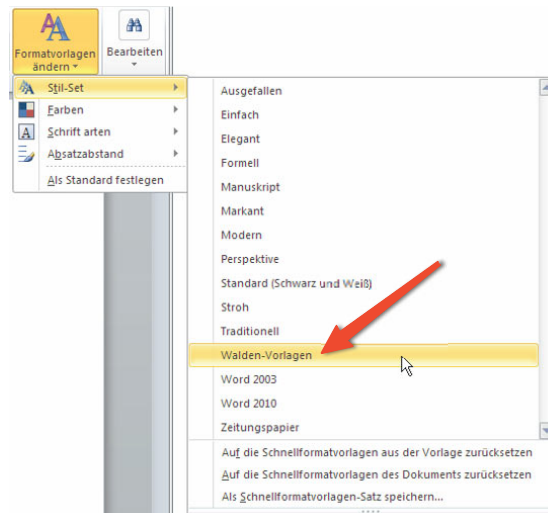 Formatvorlagen
ändern
Bearbeiten
Stil-Set
Farben
Schrift arten
Absatzabstand
Als Standard festlegen
Ausgefallen
Einfach
Elegant
Formell
Manuskript
Markant
Modern
Perspektive
Standard (Schwarz und Weiß)
Stroh
Traditionell
Walden-Vorlagen
Word 2003
Word 2010
Zeitungspapier
Auf die Schnellformatvorlagen aus der Vorlage zurücksetzen
Auf die Schnellformatvorlagen des Dokuments zurücksetzen
Als Schnellformatvorlagen-Satz speichern...